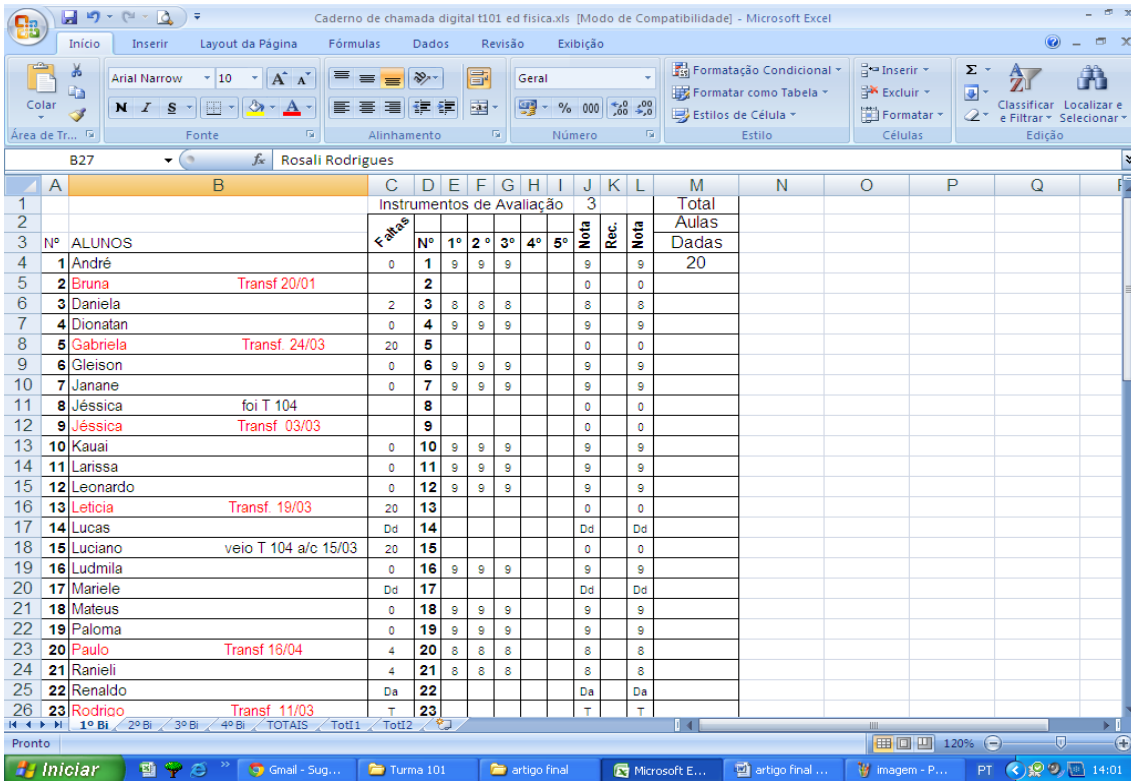 Caderno de chamada digital t101 ed fisica.xls [Modo de Compatibilidade] - Microsoft Excel
Início Inserir Layout da Página Fórmulas Dados Revisão Exibição
Colar Arial Narrow 10 A A Geral Formatação Condicional Inserir Σ
N I S A % 000 Formatar como Tabela Excluir Classificar e Filtrar Localizar e Selecionar
Estilos de Célula Formatar
Área de Tr... Fonte Alinhamento Número Estilo Células Edição
B27 fx Rosali Rodrigues
A B C D E F G H I J K L M N O P Q
1 Instrumentos de Avaliação 3 Total
2 Faltas Nota Rec. Nota Aulas
3 Nº ALUNOS Nº 1º 2 º 3º 4º 5º Dadas
4 1 André 0 1 9 9 9 9 9 20
5 2 Bruna Transf 20/01 2 0 0
6 3 Daniela 2 3 8 8 8 8 8
7 4 Dionatan 0 4 9 9 9 9 9
8 5 Gabriela Transf. 24/03 20 5 0 0
9 6 Gleison 0 6 9 9 9 9 9
10 7 Janane 0 7 9 9 9 9 9
11 8 Jéssica foi T 104 8 0 0
12 9 Jéssica Transf 03/03 9 0 0
13 10 Kauai 0 10 9 9 9 9 9
14 11 Larissa 0 11 9 9 9 9 9
15 12 Leonardo 0 12 9 9 9 9 9
16 13 Leticia Transf. 19/03 20 13 0 0
17 14 Lucas Dd 14 Dd Dd
18 15 Luciano veio T 104 a/c 15/03 20 15 0 0
19 16 Ludmila 0 16 9 9 9 9 9
20 17 Mariele Dd 17 Dd Dd
21 18 Mateus 0 18 9 9 9 9 9
22 19 Paloma 0 19 9 9 9 9 9
23 20 Paulo Transf 16/04 4 20 8 8 8 8 8
24 21 Ranieli 4 21 8 8 8 8 8
25 22 Renaldo Da 22 Da Da
26 23 Rodrigo Transf 11/03 T 23 T T
1º Bi 2º Bi 3º Bi 4º Bi TOTAIS TotI1 TotI2
Pronto 120%
Iniciar Gmail - Sug... Turma 101 artigo final Microsoft E... artigo final ... imagem - P... PT 14:01